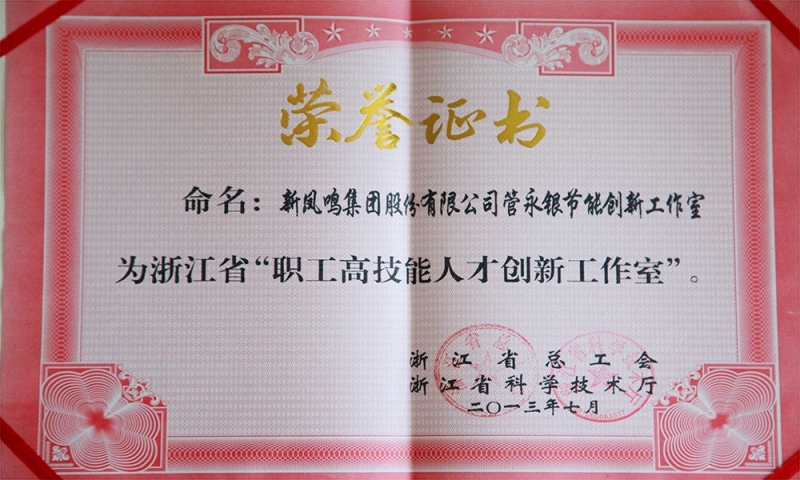 荣誉证书
命名：新凤鸣集团股份有限公司管永银节能创新工作室
为浙江省“职工高技能人才创新工作室”。
浙江省总工会
浙江省科学技术厅
二〇一三年七月